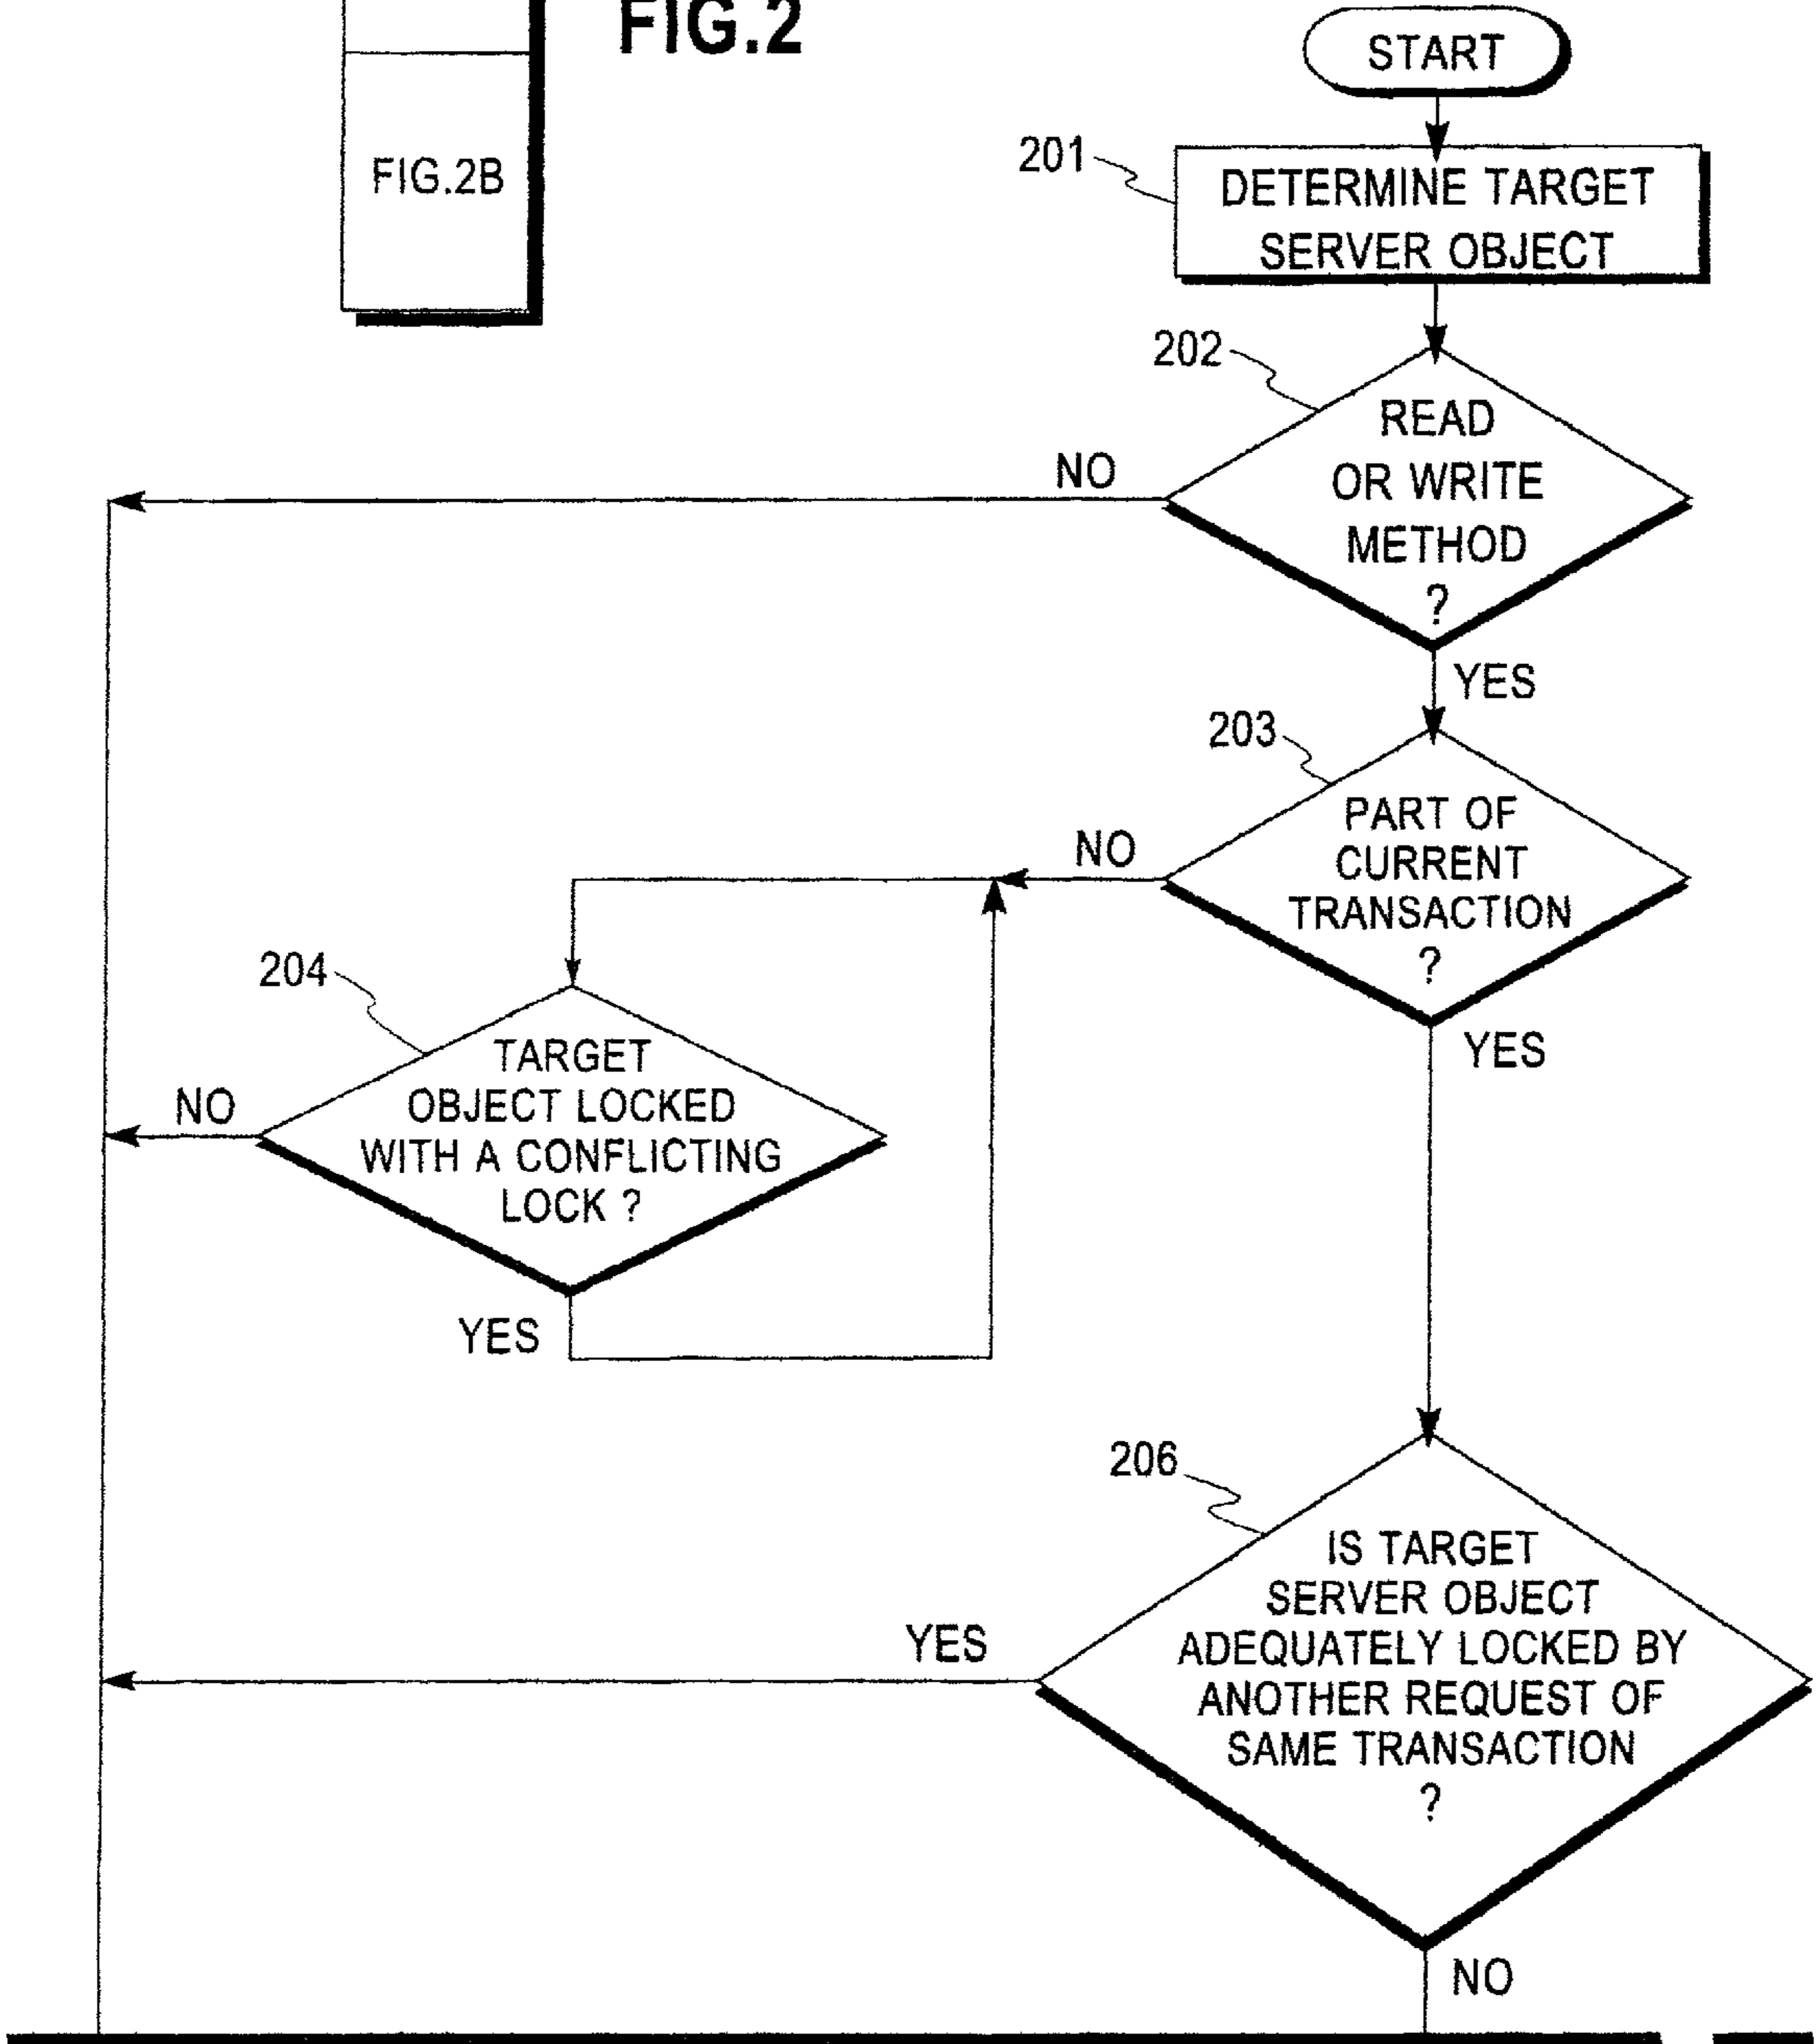 FIG.2
FIG.2B
START
201
DETERMINE TARGET
SERVER OBJECT
202
READ
OR WRITE
METHOD
?
NO
YES
203
PART OF
CURRENT
TRANSACTION
?
NO
YES
204
TARGET
OBJECT LOCKED
WITH A CONFLICTING
LOCK ?
NO
YES
206
IS TARGET
SERVER OBJECT
ADEQUATELY LOCKED BY
ANOTHER REQUEST OF
SAME TRANSACTION
?
YES
NO